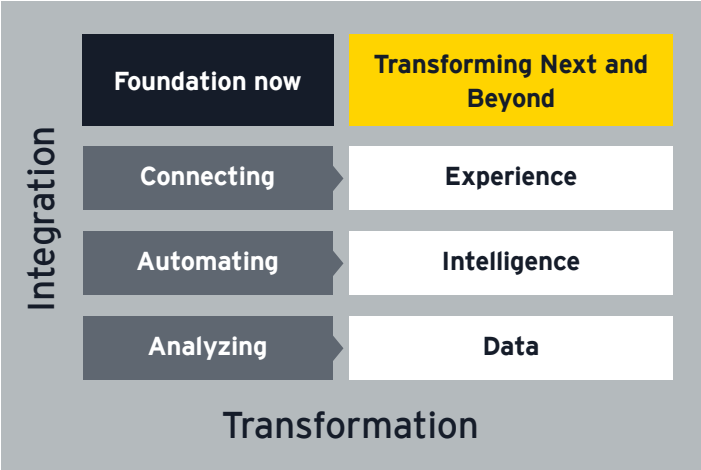 Integration
Foundation now
Transforming Next and
Beyond
Connecting
Experience
Automating
Intelligence
Analyzing
Data
Transformation